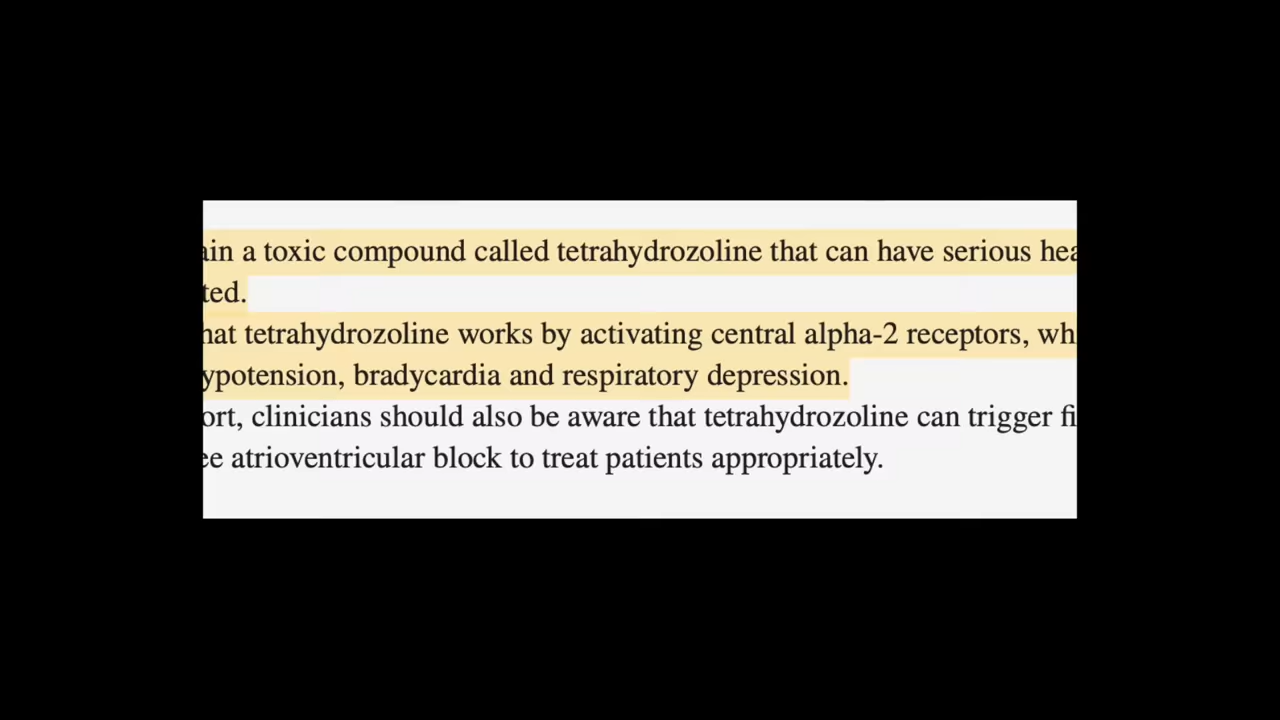 ain a toxic compound called tetrahydrozoline that can have serious hea
ted.
hat tetrahydrozoline works by activating central alpha-2 receptors, wh
ypotension, bradycardia and respiratory depression.
ort, clinicians should also be aware that tetrahydrozoline can trigger fi
ee atrioventricular block to treat patients appropriately.